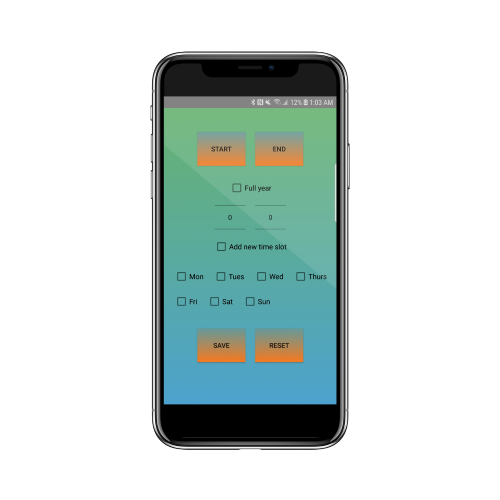 12% 1:03 AM
START END
Full year
0 0
Add new time slot
Mon Tues Wed Thurs
Fri Sat Sun
SAVE RESET